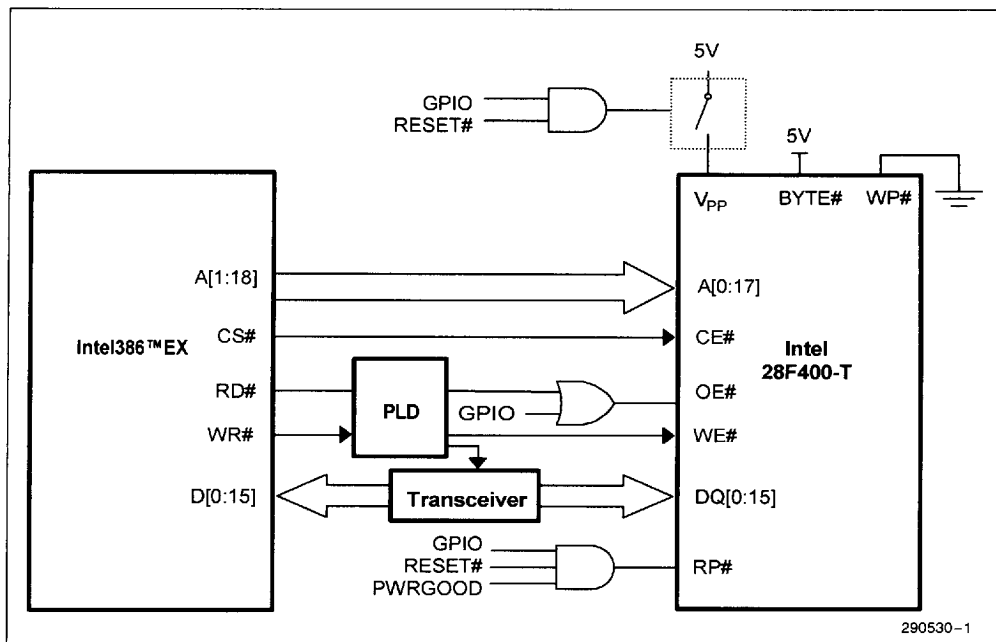 5V
GPIO
RESET#
5V
VPP
BYTE#
WP#
A[1:18]
A[0:17]
CS#
CE#
Intel386™EX
Intel
28F400-T
RD#
PLD
GPIO
OE#
WR#
WE#
D[0:15]
Transceiver
DQ[0:15]
GPIO
RESET#
PWRGOOD
RP#
290530-1